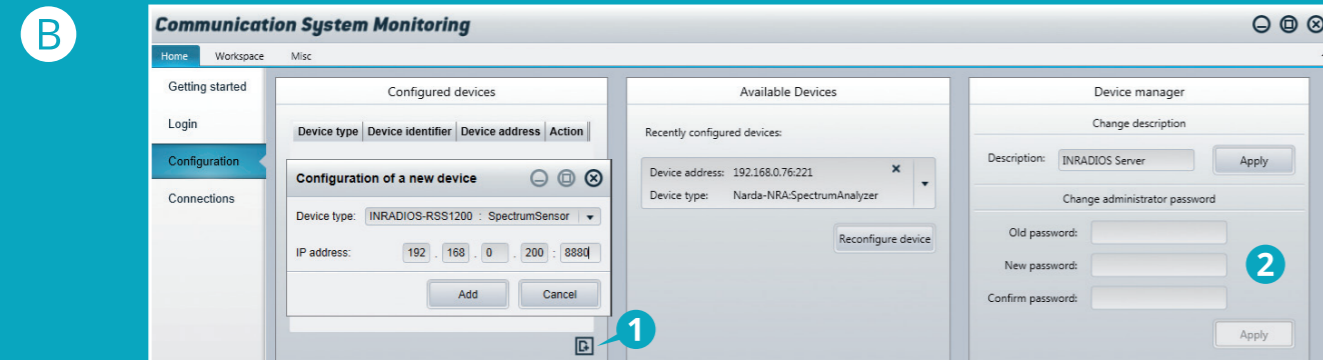 B
Communication System Monitoring
Home Workspace Misc
Getting started
Login
Configuration
Connections
Configured devices
Device type Device identifier Device address Action
Configuration of a new device
Device type: INRADIOS-RSS1200 : SpectrumSensor
IP address: 192 . 168 . 0 . 200 : 8880
Add Cancel
1
Available Devices
Recently configured devices:
Device address: 192.168.0.76:221
Device type: Narda-NRA:SpectrumAnalyzer
Reconfigure device
Device manager
Change description
Description: INRADIOS Server Apply
Change administrator password
Old password:
New password:
Confirm password:
2
Apply